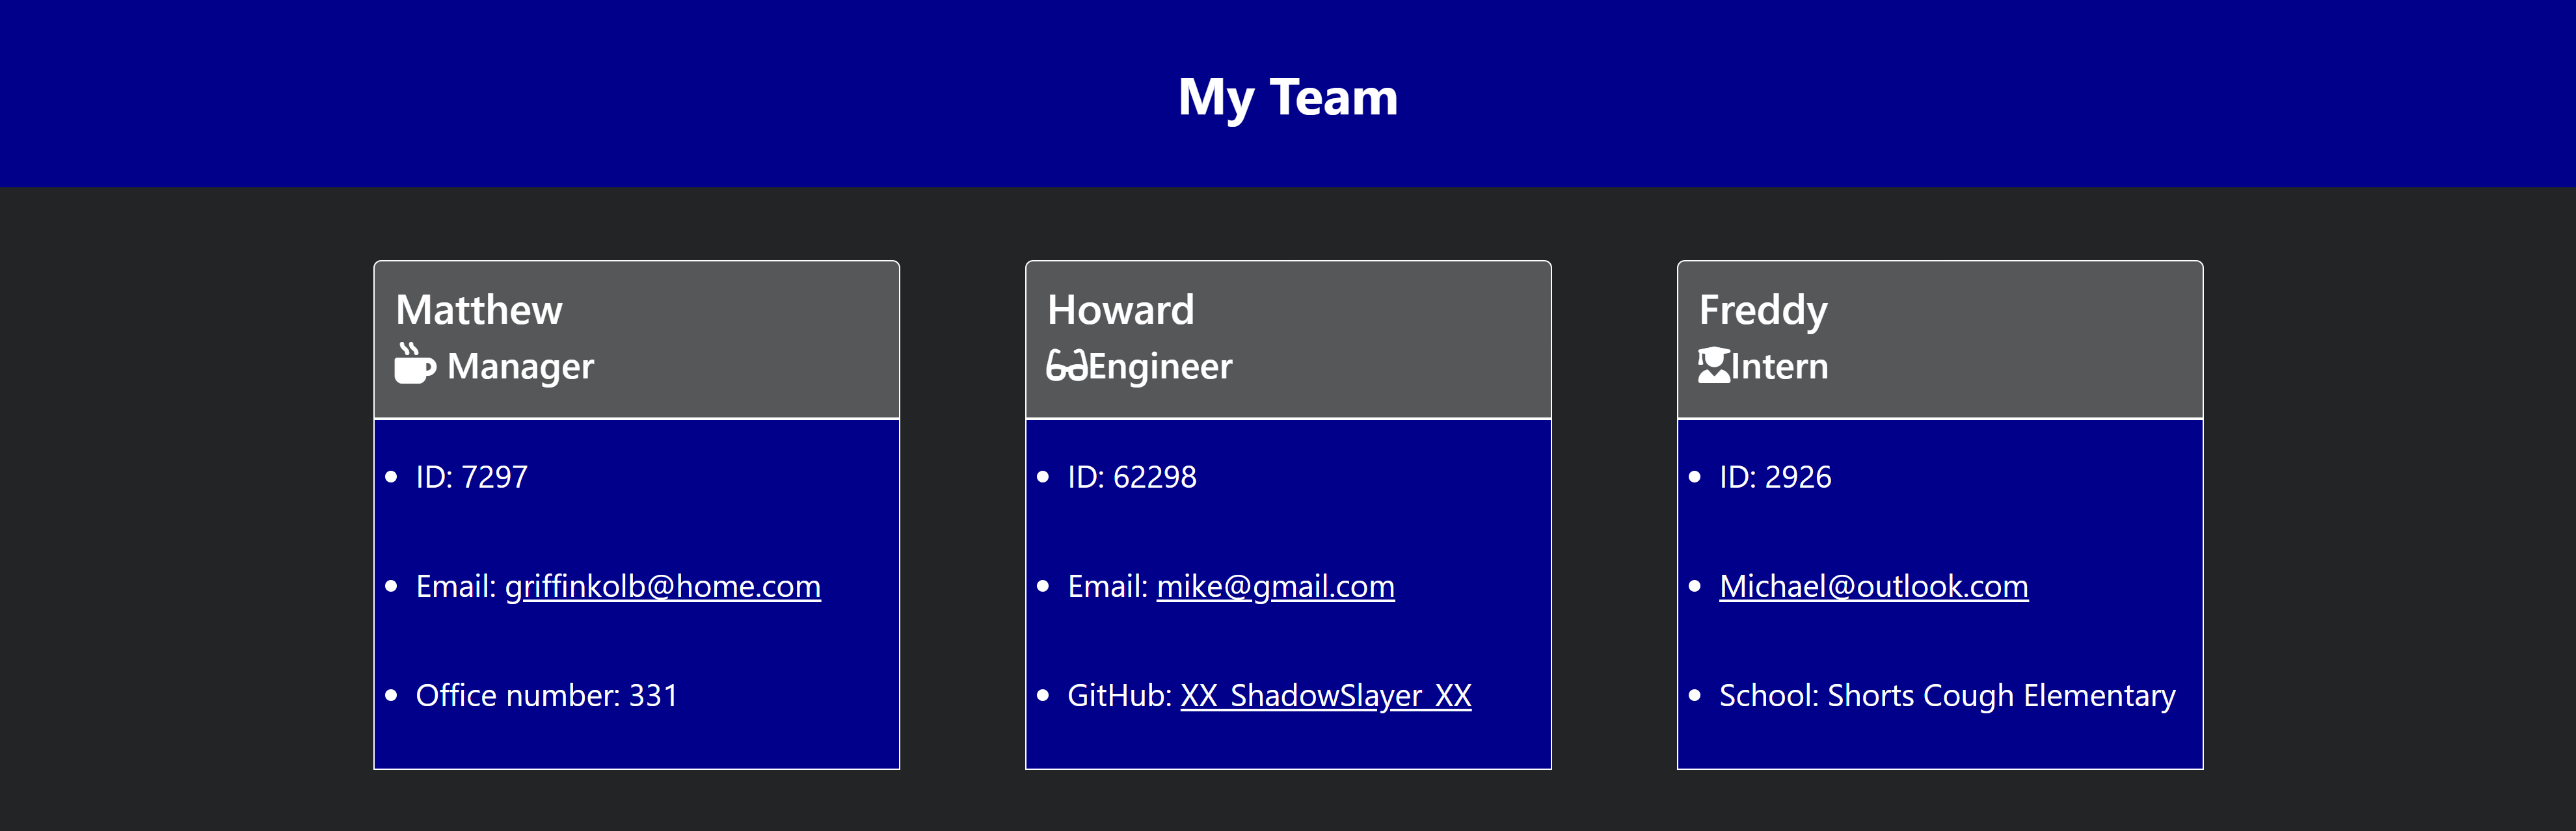 My Team
Matthew
Manager
ID: 7297
Email: griffinkolb@home.com
Office number: 331
Howard
Engineer
ID: 62298
Email: mike@gmail.com
GitHub: XX_ShadowSlayer_XX
Freddy
Intern
ID: 2926
Michael@outlook.com
School: Shorts Cough Elementary